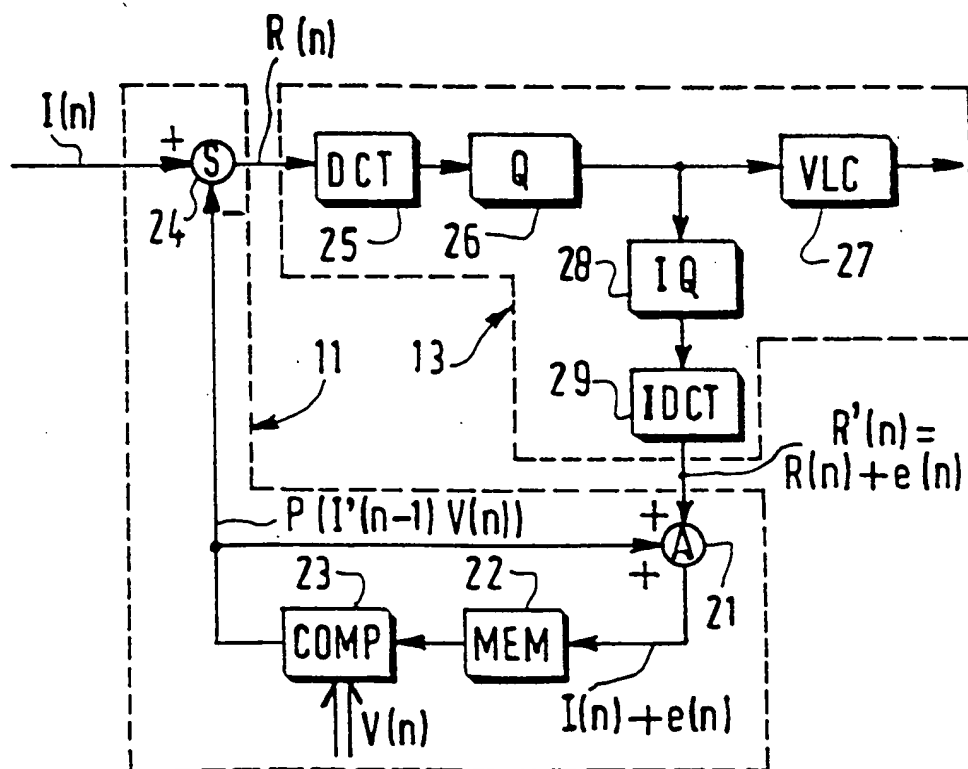 R(n)
I(n)
+
S
-
24
DCT
25
Q
26
VLC
27
28
IQ
11
13
29
IDCT
R'(n)=
R(n)+e(n)
P(I'(n-1) V(n))
+
A
+
21
23
22
COMP
MEM
V(n)
I(n)+e(n)